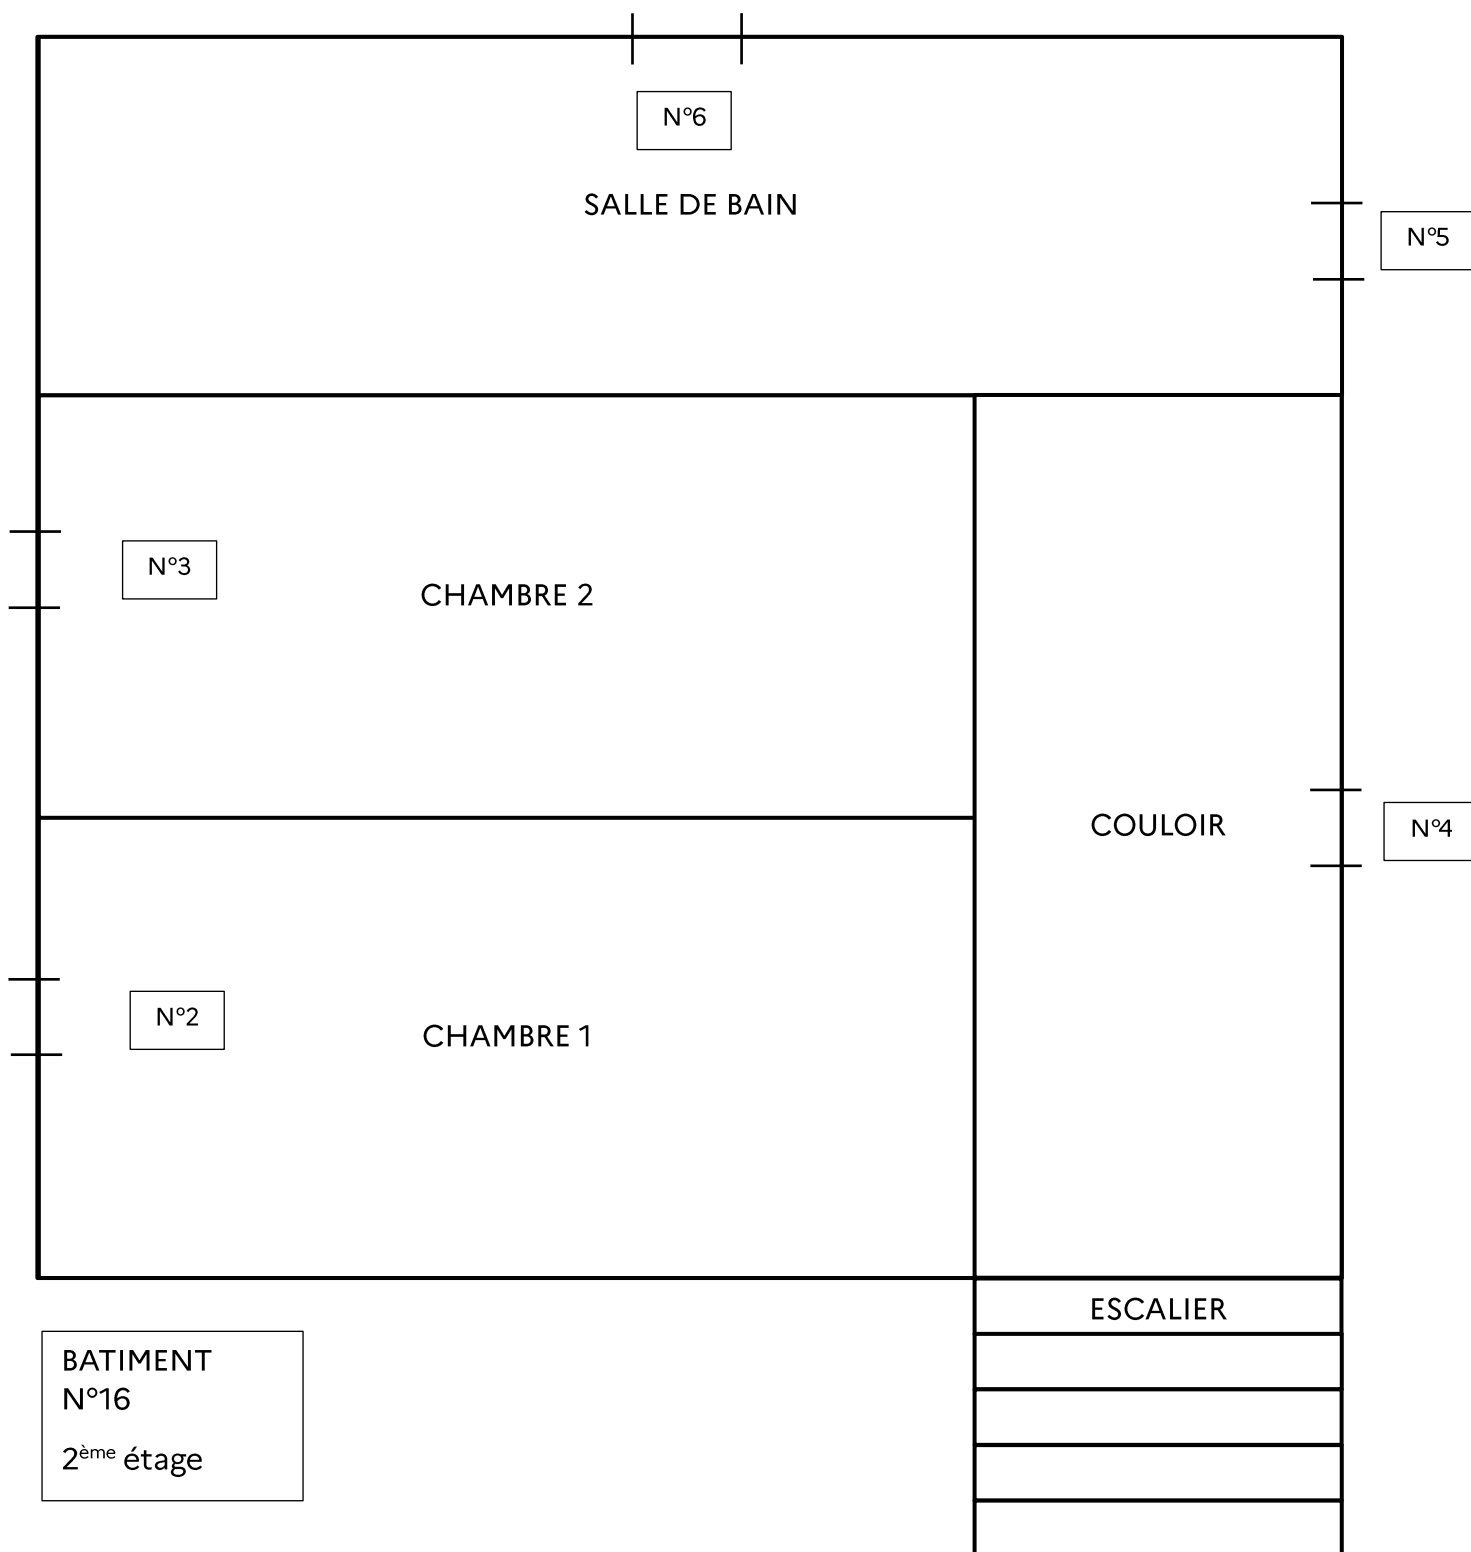 N°6
SALLE DE BAIN
N°5
N°3
CHAMBRE 2
COULOIR
N°4
N°2
CHAMBRE 1
ESCALIER
BATIMENT
N°16
2ème étage